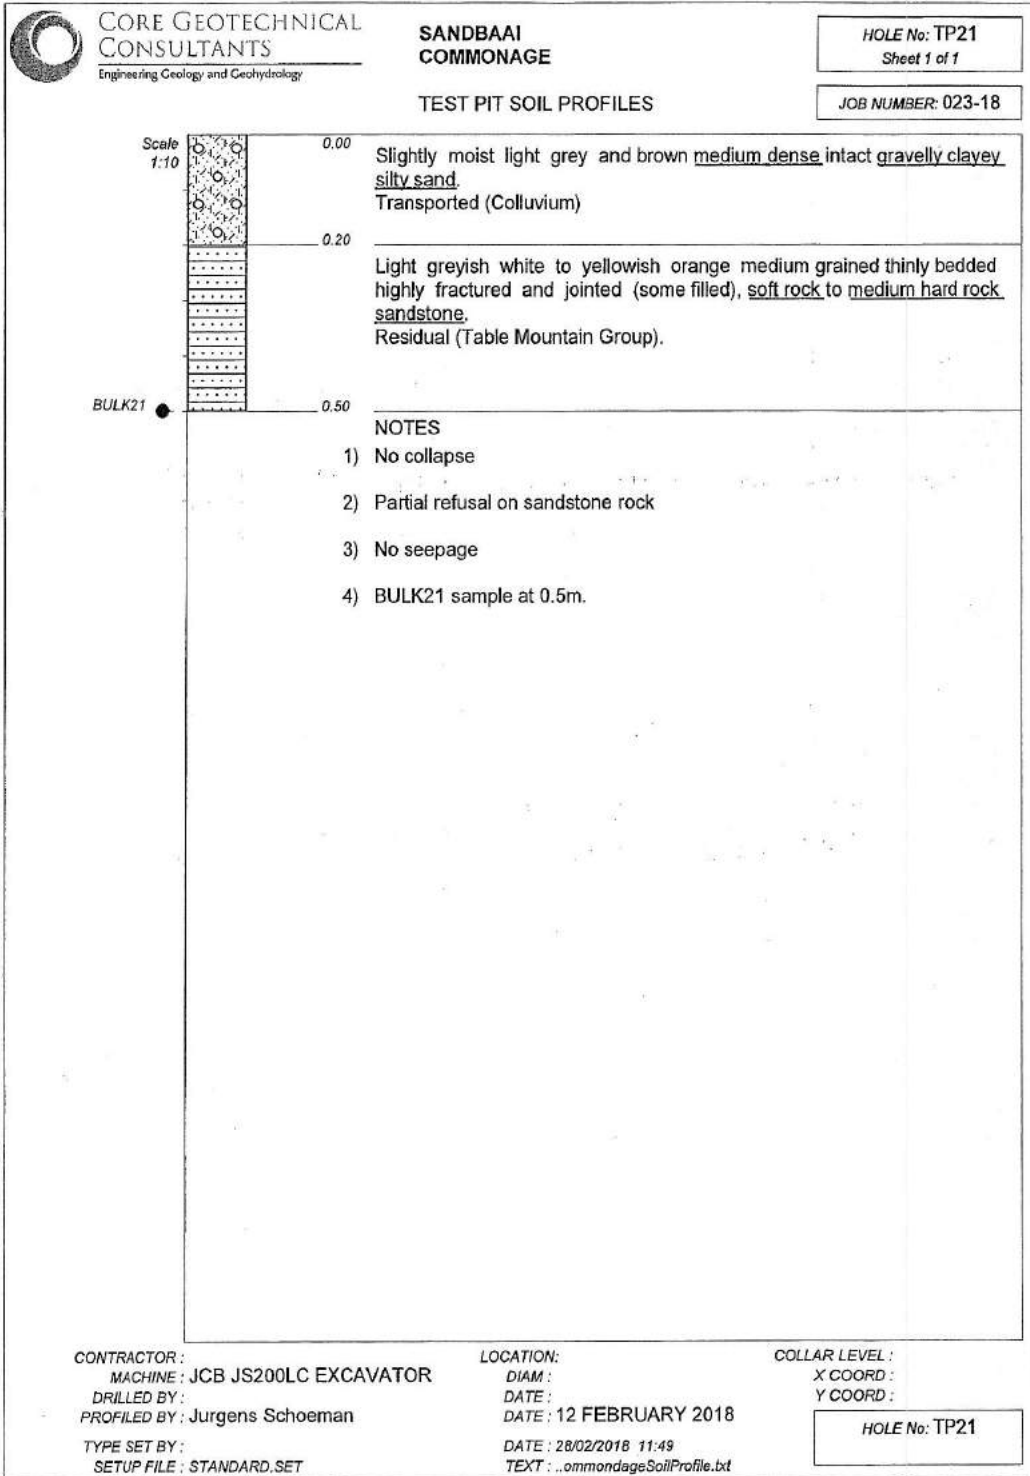 CORE GEOTECHNICAL
CONSULTANTS
Engineering Geology and Geohydrology
SANDBAAI
COMMONAGE
TEST PIT SOIL PROFILES
HOLE No: TP21
Sheet 1 of 1
JOB NUMBER: 023-18
Scale
1:10
0.00
Slightly moist light grey and brown medium dense intact gravelly clayey
silty sand.
Transported (Colluvium)
0.20
Light greyish white to yellowish orange medium grained thinly bedded
highly fractured and jointed (some filled), soft rock to medium hard rock
sandstone.
Residual (Table Mountain Group).
BULK21
0.50
NOTES
1) No collapse
2) Partial refusal on sandstone rock
3) No seepage
4) BULK21 sample at 0.5m.
CONTRACTOR :
MACHINE : JCB JS200LC EXCAVATOR
DRILLED BY :
PROFILED BY : Jurgens Schoeman
TYPE SET BY :
SETUP FILE : STANDARD.SET
LOCATION:
DIAM :
DATE :
DATE : 12 FEBRUARY 2018
DATE : 28/02/2018 11:49
TEXT : ..ommondageSoilProfile.txt
COLLAR LEVEL :
X COORD :
Y COORD :
HOLE No: TP21